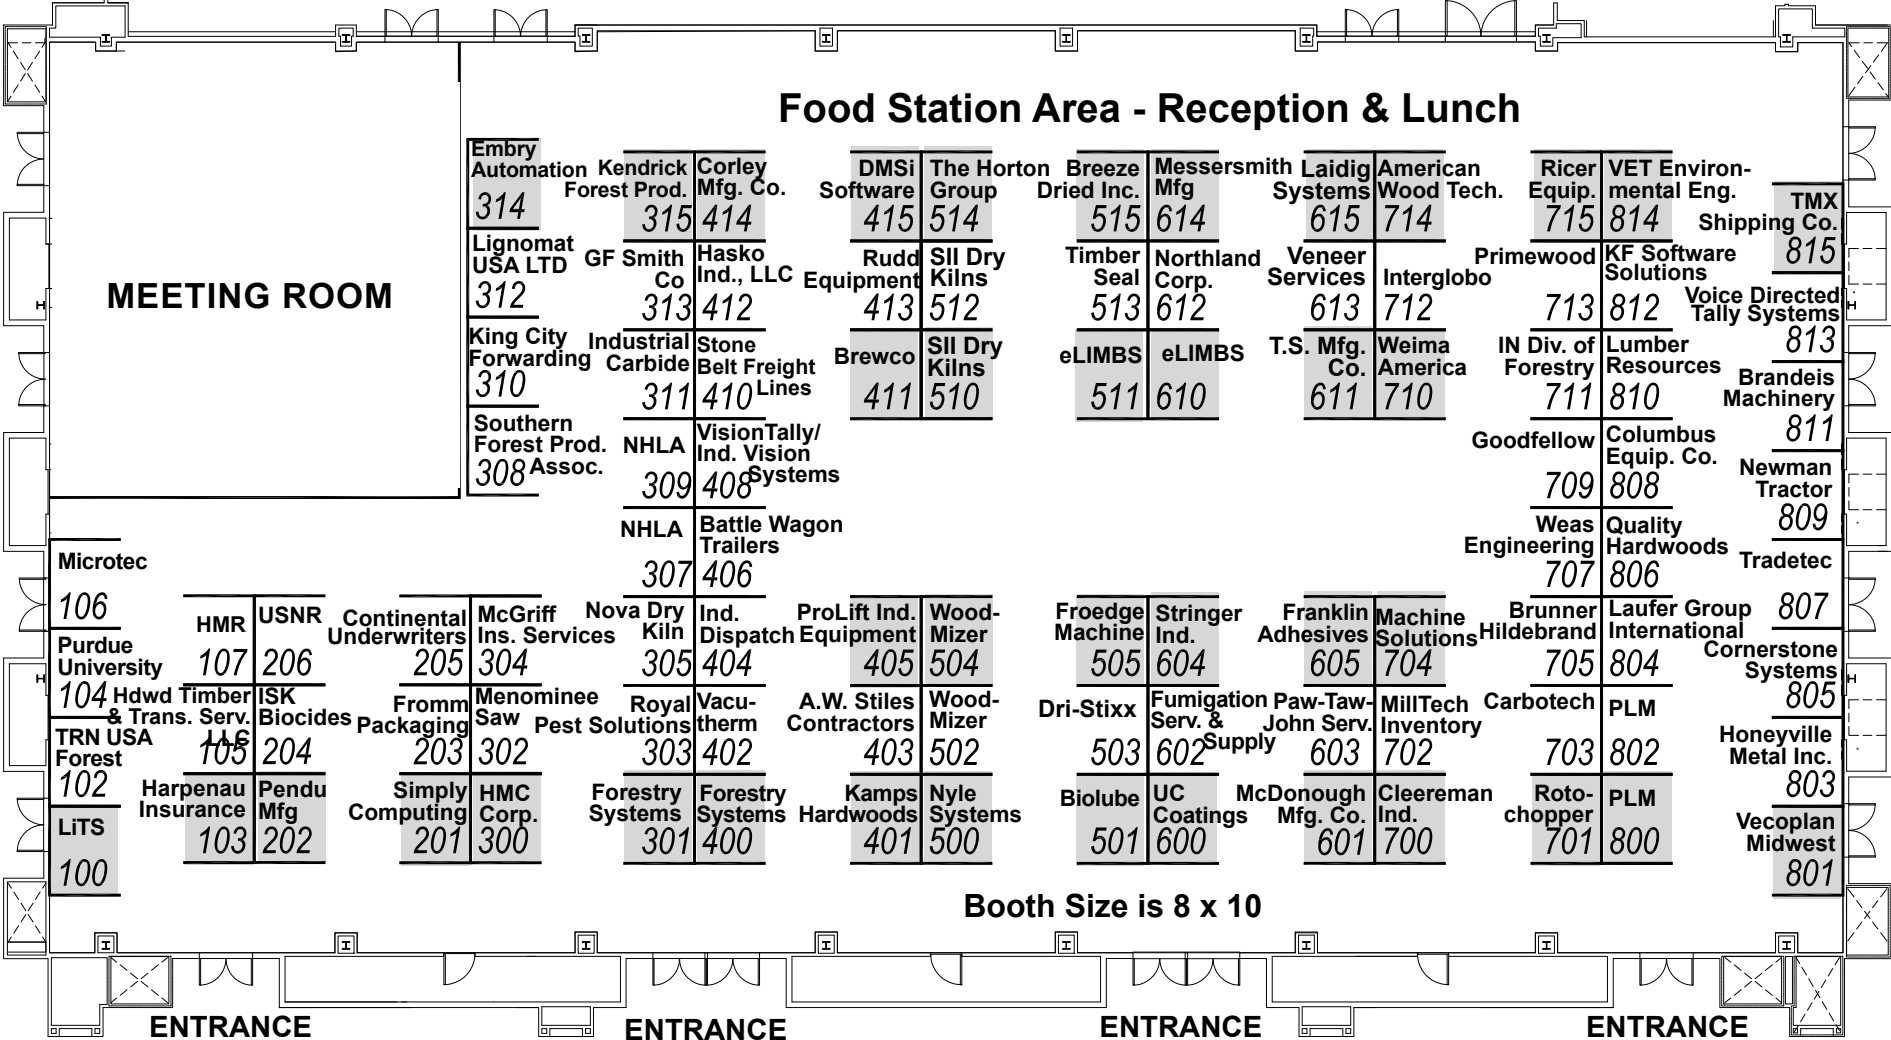 Food Station Area - Reception & Lunch
MEETING ROOM
Embry
Automation
314
Lignomat
USA LTD
312
King City
Forwarding
310
Southern
Forest Prod.
Assoc.
308
Kendrick
Forest Prod.
315
Corley
Mfg. Co.
414
GF Smith
Co
313
Hasko
Ind., LLC
412
Industrial
Carbide
311
Stone
Belt Freight
Lines
410
NHLA
309
VisionTally/
Ind. Vision
Systems
408
NHLA
307
Battle Wagon
Trailers
406
Nova Dry
Kiln
305
Ind.
Dispatch
404
Royal
Pest Solutions
303
Vacu-
therm
402
Forestry
Systems
301
Forestry
Systems
400
DMSi
Software
415
The Horton
Group
514
Rudd
Equipment
413
SII Dry
Kilns
512
Brewco
411
SII Dry
Kilns
510
Breeze
Dried Inc.
515
Messersmith
Mfg
614
Timber
Seal
513
Northland
Corp.
612
eLIMBS
511
eLIMBS
610
Laidig
Systems
615
American
Wood Tech.
714
Veneer
Services
613
Interglobo
712
T.S. Mfg.
Co.
611
Weima
America
710
Ricer
Equip.
715
VET Environ-
mental Eng.
814
Primewood
713
KF Software
Solutions
812
IN Div. of
Forestry
711
Lumber
Resources
810
Goodfellow
709
Columbus
Equip. Co.
808
Weas
Engineering
707
Quality
Hardwoods
806
Brunner
Hildebrand
705
Laufer Group
International
804
Carbotech
703
PLM
802
Roto-
chopper
701
PLM
800
TMX
Shipping Co.
815
Voice Directed
Tally Systems
813
Brandeis
Machinery
811
Newman
Tractor
809
Tradetec
807
Cornerstone
Systems
805
Honeyville
Metal Inc.
803
Vecoplan
Midwest
801
Microtec
106
Purdue
University
104
TRN USA
Forest
102
LiTS
100
HMR
107
USNR
206
Hdwd Timber
& Trans. Serv.
LLC
105
ISK
Biocides
204
Harpenau
Insurance
103
Pendu
Mfg
202
Continental
Underwriters
205
McGriff
Ins. Services
304
Fromm
Packaging
203
Menominee
Saw
302
Simply
Computing
201
HMC
Corp.
300
ProLift Ind.
Equipment
405
Wood-
Mizer
504
A.W. Stiles
Contractors
403
Wood-
Mizer
502
Kamps
Hardwoods
401
Nyle
Systems
500
Froedge
Machine
505
Stringer
Ind.
604
Dri-Stixx
503
Fumigation
Serv. &
Supply
602
Biolube
501
UC
Coatings
600
Franklin
Adhesives
605
Machine
Solutions
704
Paw-Taw-
John Serv.
603
MillTech
Inventory
702
McDonough
Mfg. Co.
601
Cleereman
Ind.
700
Booth Size is 8 x 10
ENTRANCE
ENTRANCE
ENTRANCE
ENTRANCE